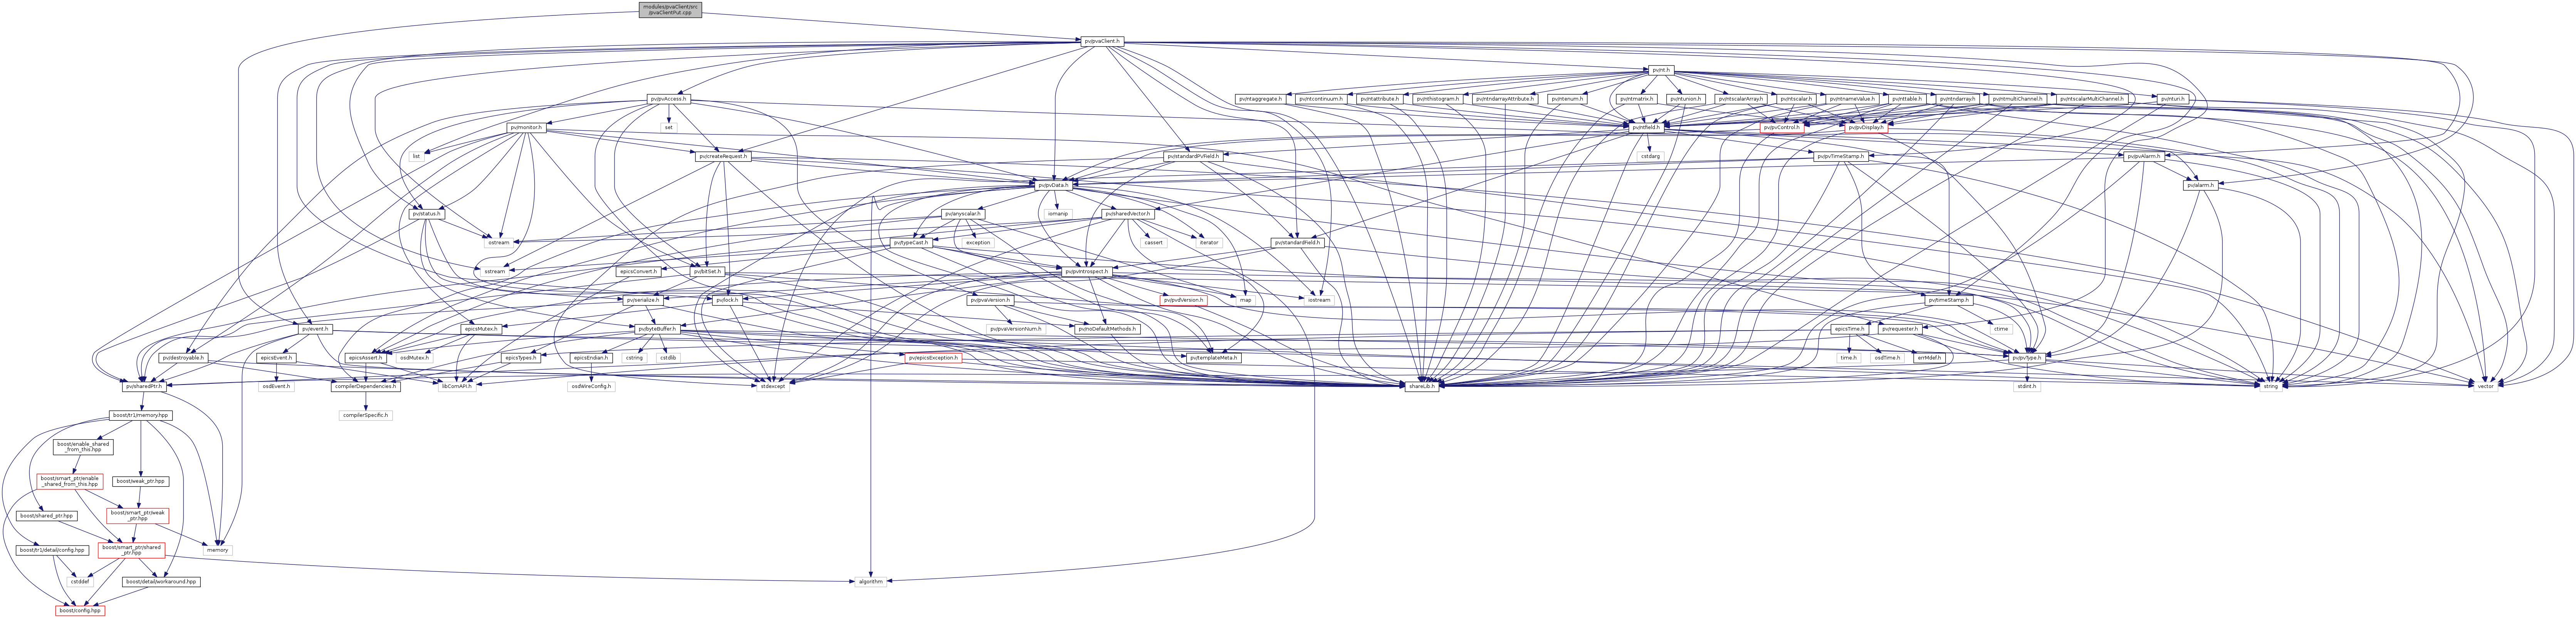 modules/pvaClient/src
/pvaClientPut.cpp
pv/pvaClient.h
pv/nt.h
pv/pvAccess.h
pv/ntaggregate.h
pv/ntcontinuum.h
pv/ntattribute.h
pv/nthistogram.h
pv/ntndarrayAttribute.h
pv/ntenum.h
pv/ntmatrix.h
pv/ntunion.h
pv/ntscalarArray.h
pv/ntscalar.h
pv/ntnameValue.h
pv/nttable.h
pv/ntndarray.h
pv/ntmultiChannel.h
pv/ntscalarMultiChannel.h
pv/nturi.h
set
pv/monitor.h
pv/ntfield.h
pv/pvControl.h
pv/pvDisplay.h
list
pv/createRequest.h
pv/standardPVField.h
cstdarg
pv/pvTimeStamp.h
pv/pvAlarm.h
pv/pvData.h
pv/alarm.h
pv/status.h
pv/anyscalar.h
iomanip
pv/sharedVector.h
ostream
exception
pv/typeCast.h
cassert
iterator
pv/standardField.h
sstream
epicsConvert.h
pv/bitSet.h
pv/pvIntrospect.h
pv/serialize.h
pv/lock.h
pv/pvaVersion.h
pv/pvdVersion.h
map
iostream
pv/timeStamp.h
pv/event.h
epicsMutex.h
pv/byteBuffer.h
pv/pvaVersionNum.h
pv/noDefaultMethods.h
epicsTime.h
pv/requester.h
ctime
pv/destroyable.h
epicsEvent.h
epicsAssert.h
osdMutex.h
epicsTypes.h
epicsEndian.h
cstring
cstdlib
pv/epicsException.h
pv/templateMeta.h
time.h
osdTime.h
errMdef.h
pv/pvType.h
pv/sharedPtr.h
osdEvent.h
compilerDependencies.h
libComAPI.h
osdWireConfig.h
stdexcept
shareLib.h
stdint.h
string
vector
boost/tr1/memory.hpp
compilerSpecific.h
boost/enable_shared
_from_this.hpp
boost/smart_ptr/enable
_shared_from_this.hpp
boost/weak_ptr.hpp
boost/shared_ptr.hpp
boost/smart_ptr/weak
_ptr.hpp
boost/tr1/detail/config.hpp
boost/smart_ptr/shared
_ptr.hpp
memory
cstddef
boost/detail/workaround.hpp
algorithm
boost/config.hpp